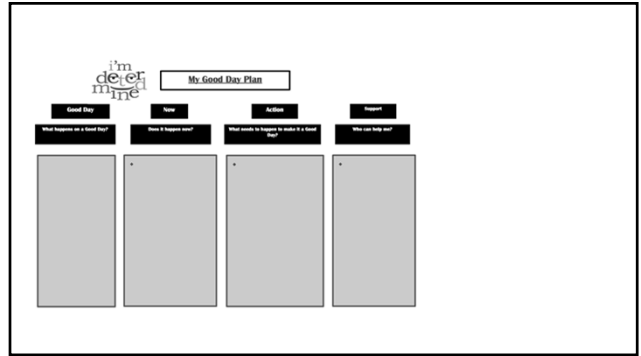 i'm
deter
mined
My Good Day Plan
Good Day
Now
Action
Support
What happens on a Good Day?
Does it happen now?
What needs to happen to make it a Good
Day?
Who can help me?